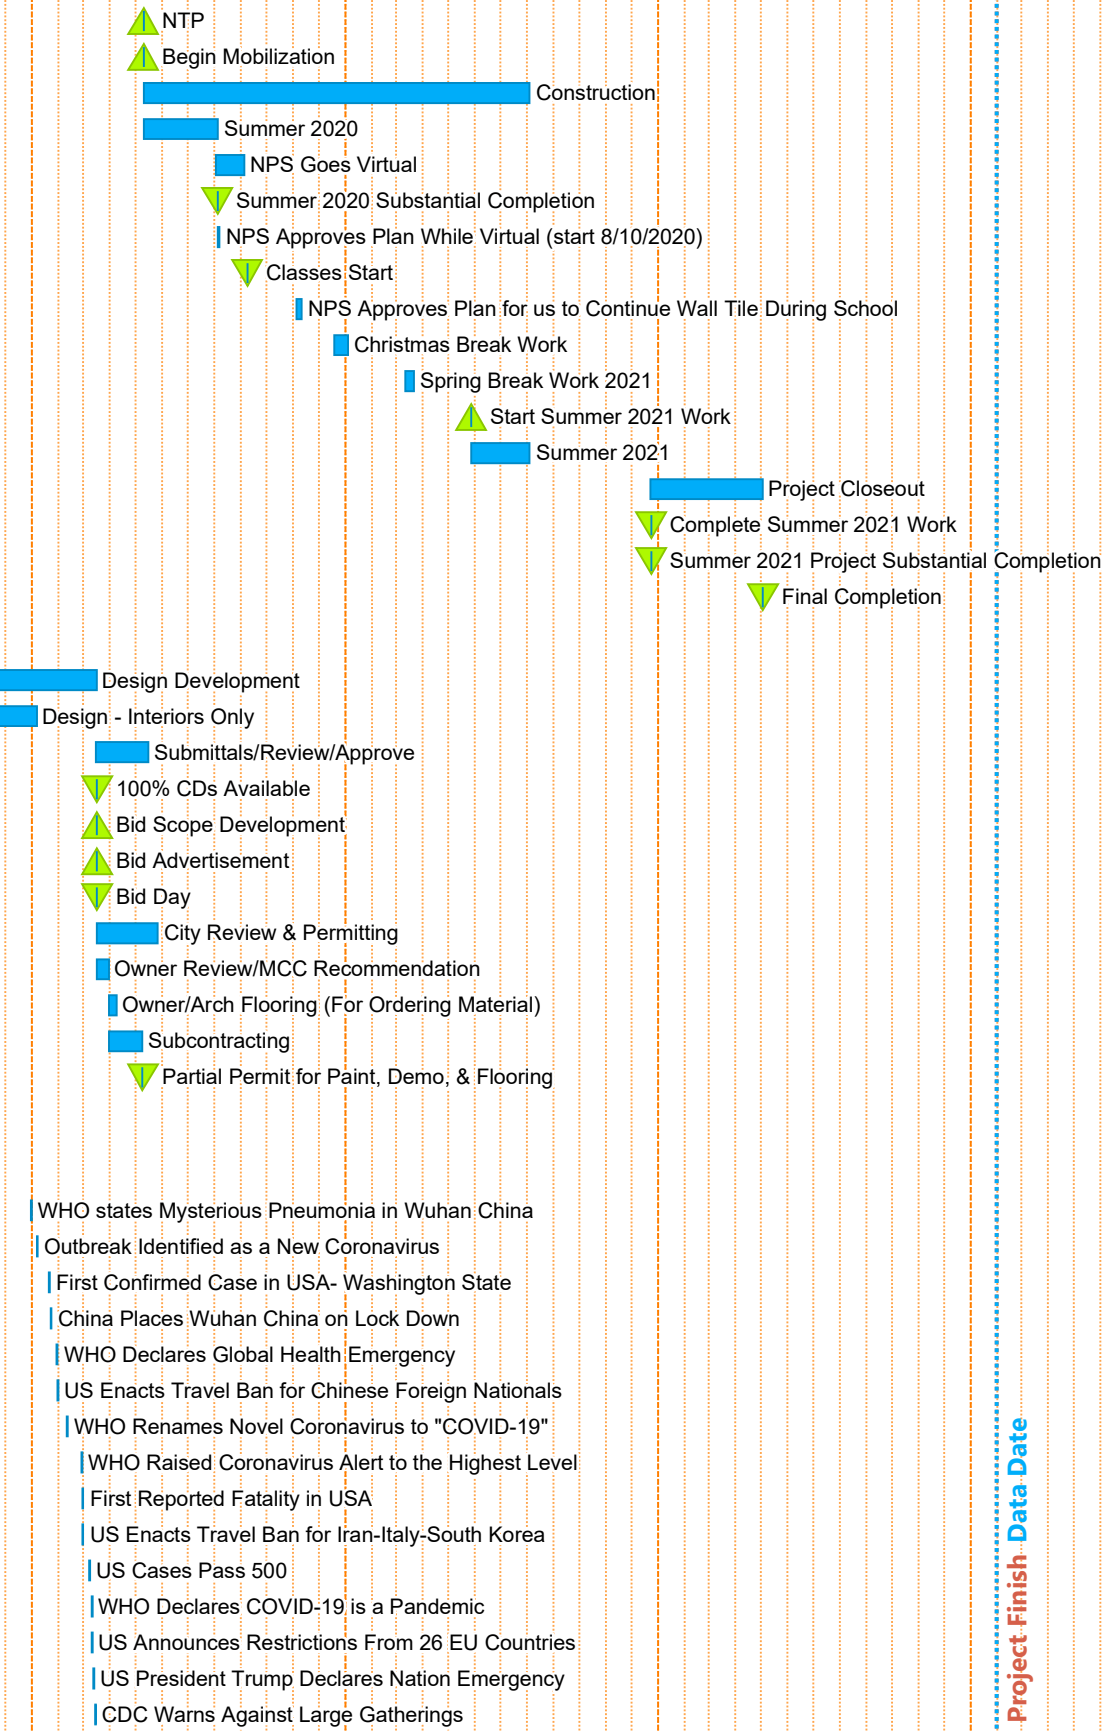 NTP
Begin Mobilization
Construction
Summer 2020
NPS Goes Virtual
Summer 2020 Substantial Completion
NPS Approves Plan While Virtual (start 8/10/2020)
Classes Start
NPS Approves Plan for us to Continue Wall Tile During School
Christmas Break Work
Spring Break Work 2021
Start Summer 2021 Work
Summer 2021
Project Closeout
Complete Summer 2021 Work
Summer 2021 Project Substantial Completion
Final Completion
Design Development
Design - Interiors Only
Submittals/Review/Approve
100% CDs Available
Bid Scope Development
Bid Advertisement
Bid Day
City Review & Permitting
Owner Review/MCC Recommendation
Owner/Arch Flooring (For Ordering Material)
Subcontracting
Partial Permit for Paint, Demo, & Flooring
WHO states Mysterious Pneumonia in Wuhan China
Outbreak Identified as a New Coronavirus
First Confirmed Case in USA- Washington State
China Places Wuhan China on Lock Down
WHO Declares Global Health Emergency
US Enacts Travel Ban for Chinese Foreign Nationals
WHO Renames Novel Coronavirus to "COVID-19"
WHO Raised Coronavirus Alert to the Highest Level
First Reported Fatality in USA
US Enacts Travel Ban for Iran-Italy-South Korea
US Cases Pass 500
WHO Declares COVID-19 is a Pandemic
US Announces Restrictions From 26 EU Countries
US President Trump Declares Nation Emergency
CDC Warns Against Large Gatherings
Project Finish Data Date